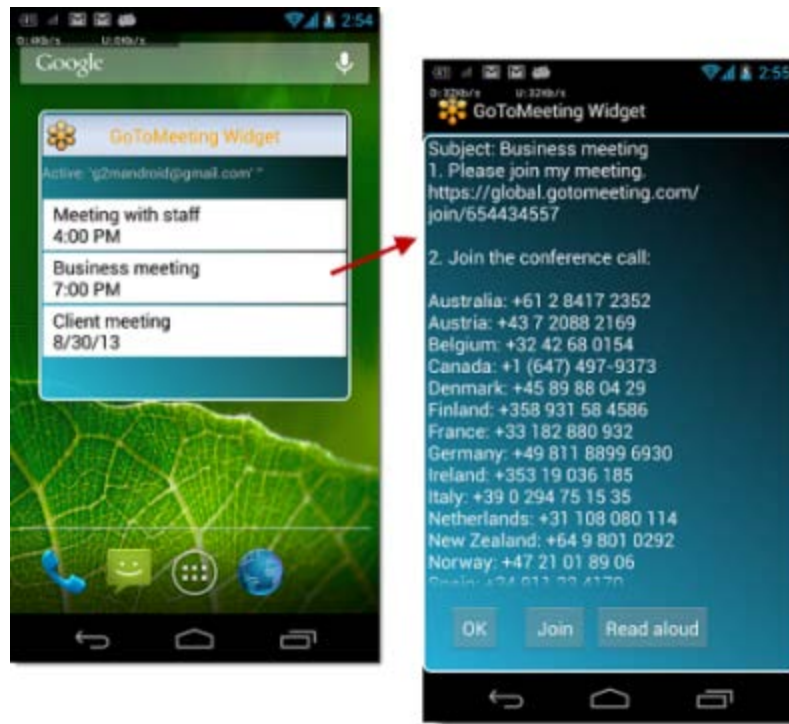 2:54
D:0Kb/s U:0Kb/s
Google
GoToMeeting Widget
Active: 'g2mandroid@gmail.com' *
Meeting with staff
4:00 PM
Business meeting
7:00 PM
Client meeting
8/30/13
2:55
D:32Kb/s U:32Kb/s
GoToMeeting Widget
Subject: Business meeting
1. Please join my meeting.
https://global.gotomeeting.com/
join/654434557
2. Join the conference call:
Australia: +61 2 8417 2352
Austria: +43 7 2088 2169
Belgium: +32 42 68 0154
Canada: +1 (647) 497-9373
Denmark: +45 89 88 04 29
Finland: +358 931 58 4586
France: +33 182 880 932
Germany: +49 811 8899 6930
Ireland: +353 19 036 185
Italy: +39 0 294 75 15 35
Netherlands: +31 108 080 114
New Zealand: +64 9 801 0292
Norway: +47 21 01 89 06
OK Join Read aloud